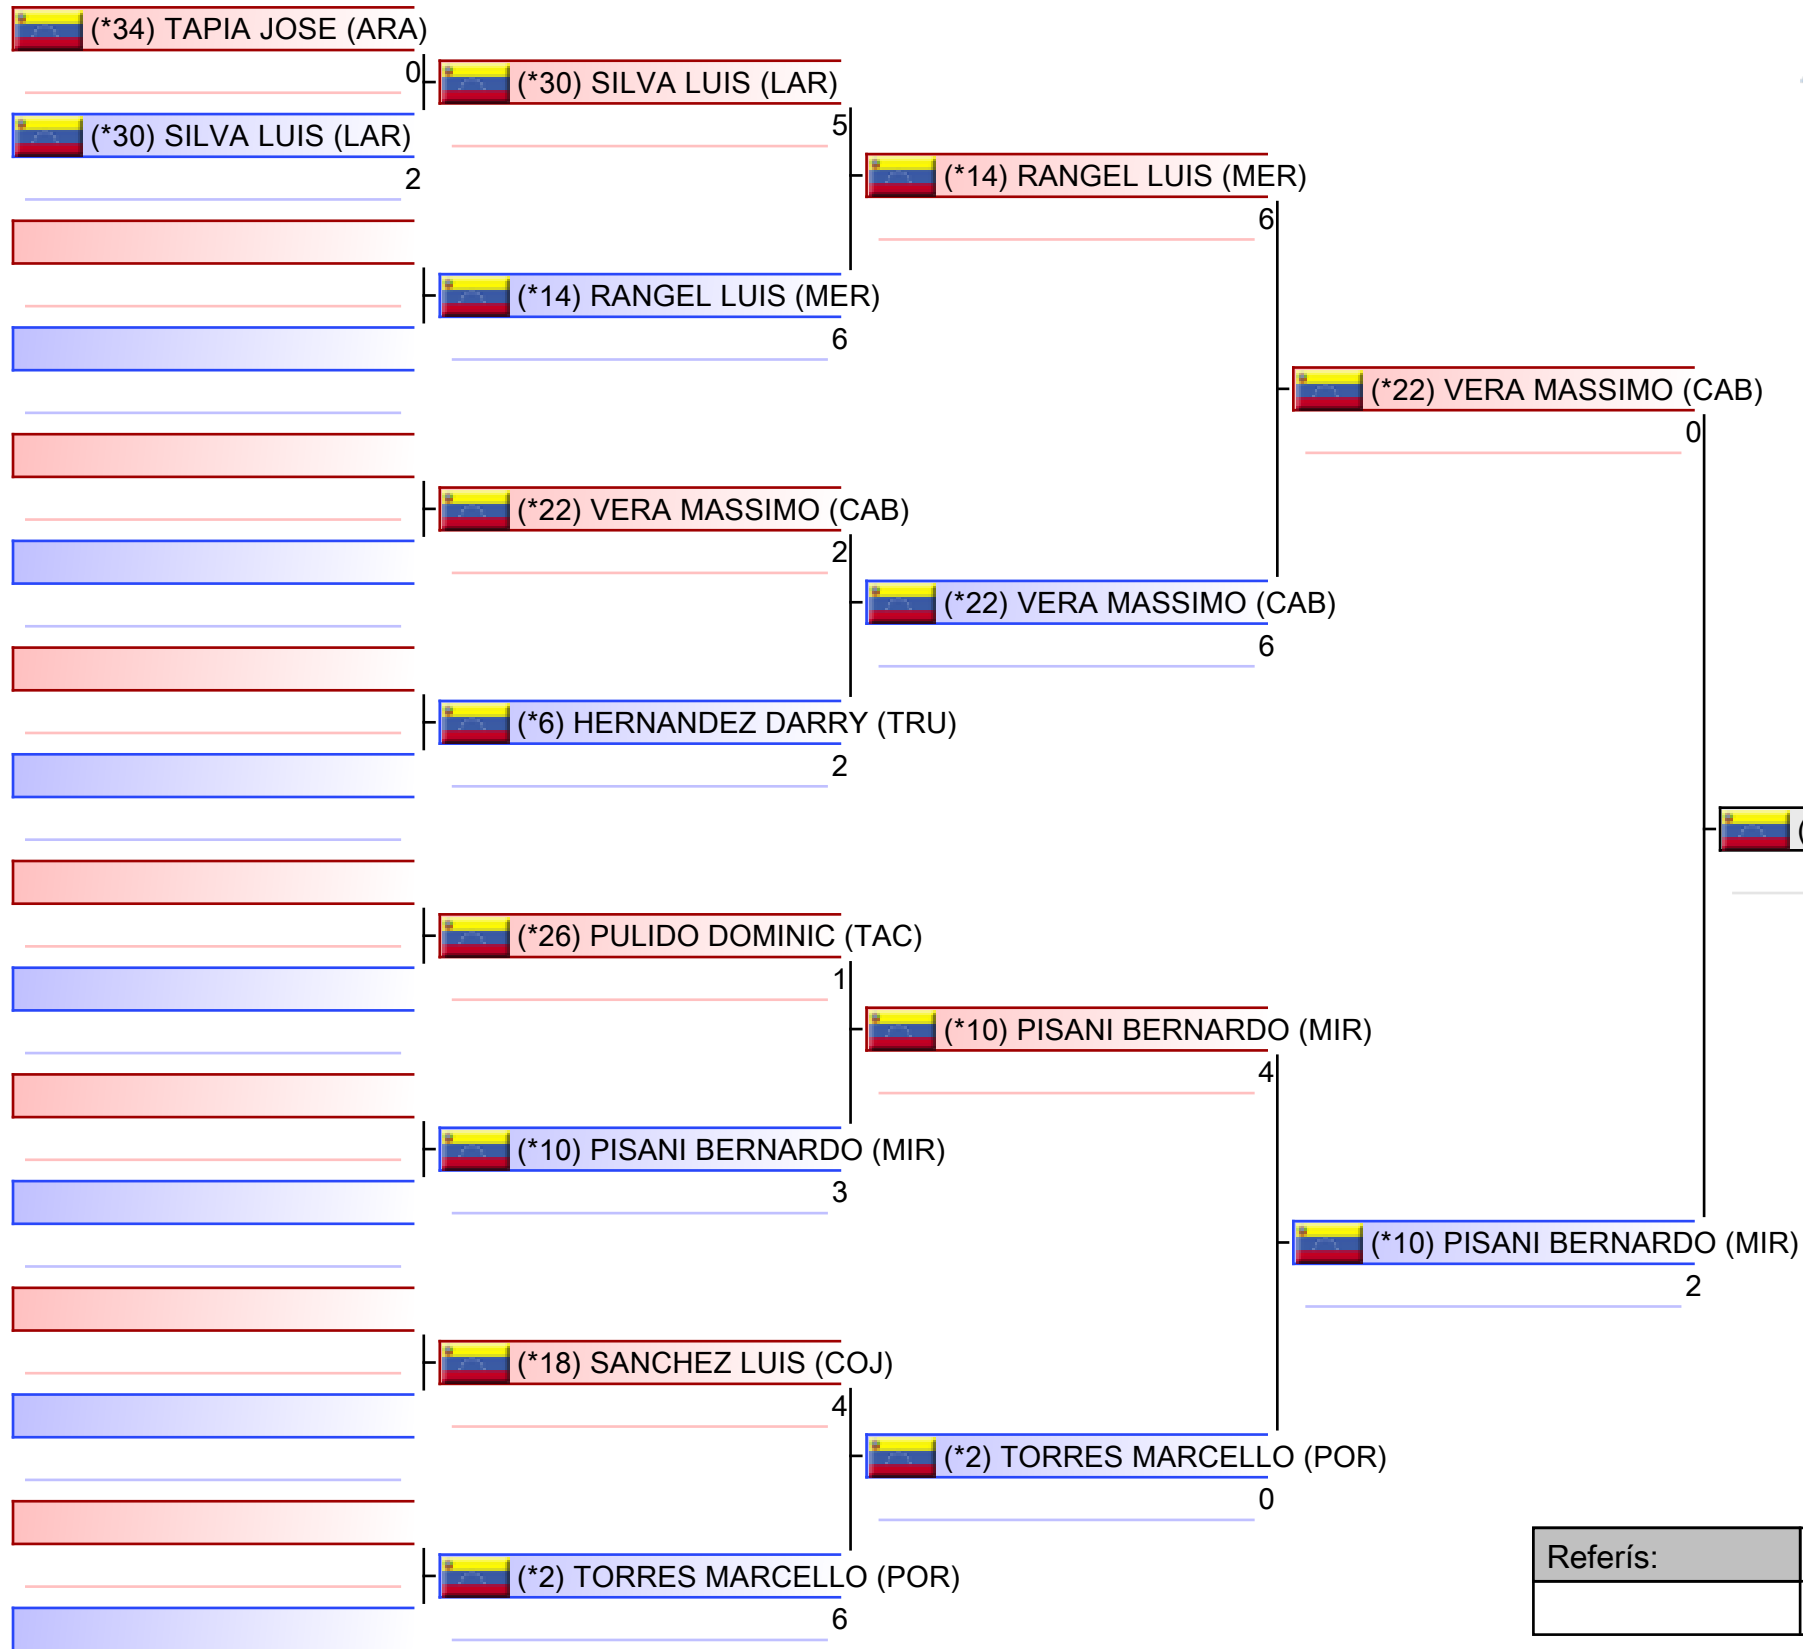 (*34) TAPIA JOSE (ARA)
0
(*30) SILVA LUIS (LAR)
2
(*30) SILVA LUIS (LAR)
5
(*14) RANGEL LUIS (MER)
6
(*22) VERA MASSIMO (CAB)
2
(*6) HERNANDEZ DARRY (TRU)
2
(*26) PULIDO DOMINIC (TAC)
1
(*10) PISANI BERNARDO (MIR)
3
(*18) SANCHEZ LUIS (COJ)
4
(*2) TORRES MARCELLO (POR)
6
(*14) RANGEL LUIS (MER)
6
(*22) VERA MASSIMO (CAB)
6
(*10) PISANI BERNARDO (MIR)
4
(*2) TORRES MARCELLO (POR)
0
(*22) VERA MASSIMO (CAB)
0
(*10) PISANI BERNARDO (MIR)
2
(
Referís: